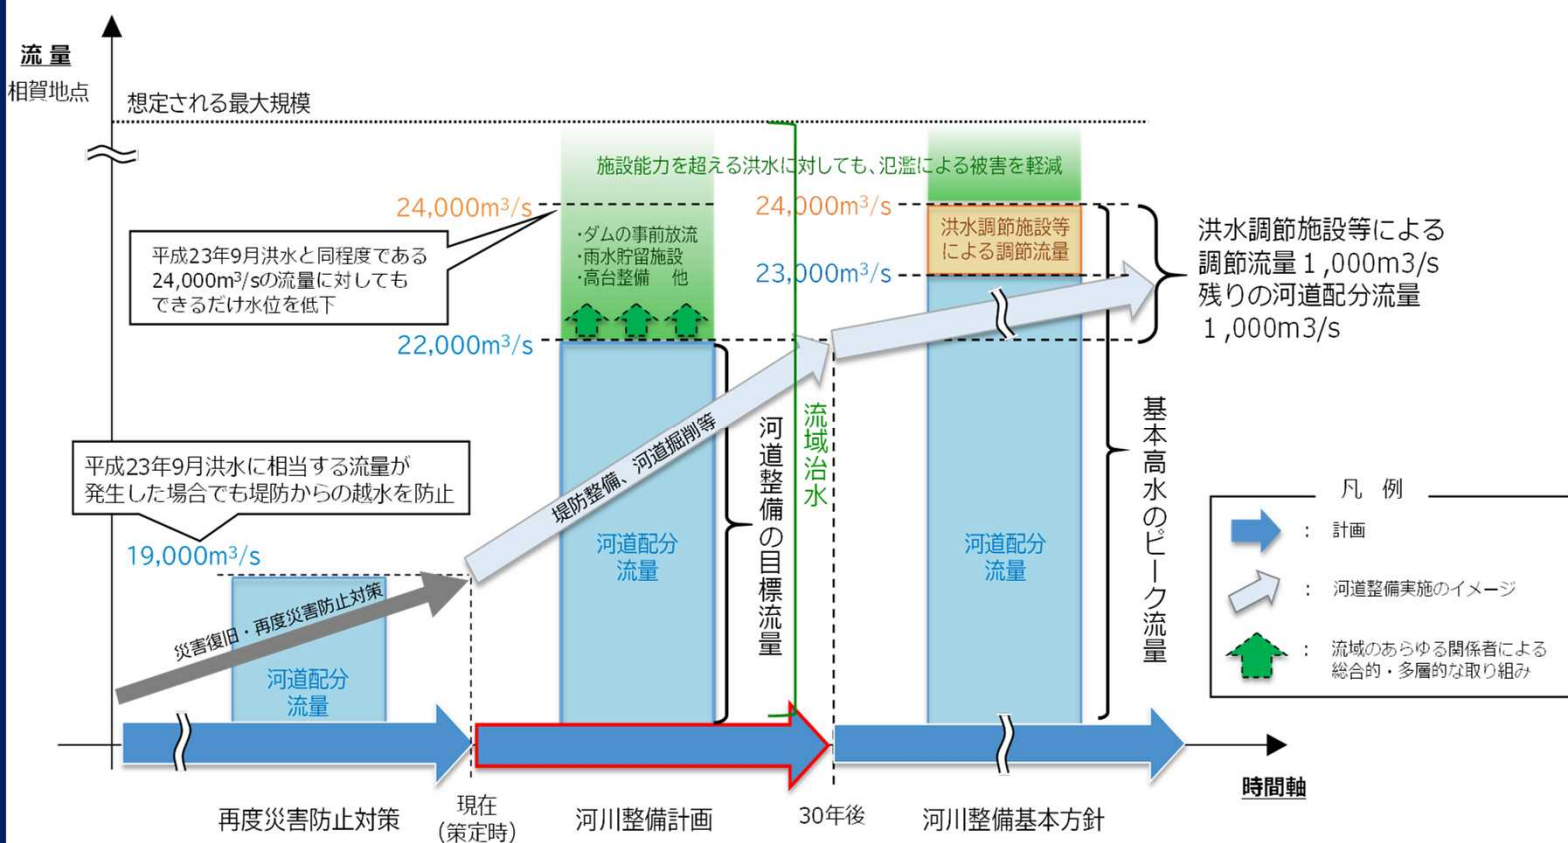 流量
相賀地点
想定される最大規模
施設能力を超える洪水に対しても、氾濫による被害を軽減
24,000m³/s
平成23年9月洪水と同程度である
24,000m³/sの流量に対しても
できるだけ水位を低下
・ダムの事前放流
・雨水貯留施設
・高台整備 他
22,000m³/s
24,000m³/s
洪水調節施設等
による調節流量
23,000m³/s
洪水調節施設等による
調節流量1,000m3/s
残りの河道配分流量
1,000m3/s
平成23年9月洪水に相当する流量が
発生した場合でも堤防からの越水を防止
19,000m³/s
災害復旧・再度災害防止対策
河道配分
流量
堤防整備、河道掘削等
河道配分
流量
河道整備の目標流量
流域治水
河道配分
流量
基本高水のピーク流量
凡 例
: 計画
: 河道整備実施のイメージ
: 流域のあらゆる関係者による
総合的・多層的な取り組み
時間軸
再度災害防止対策
現在
(策定時)
河川整備計画
30年後
河川整備基本方針